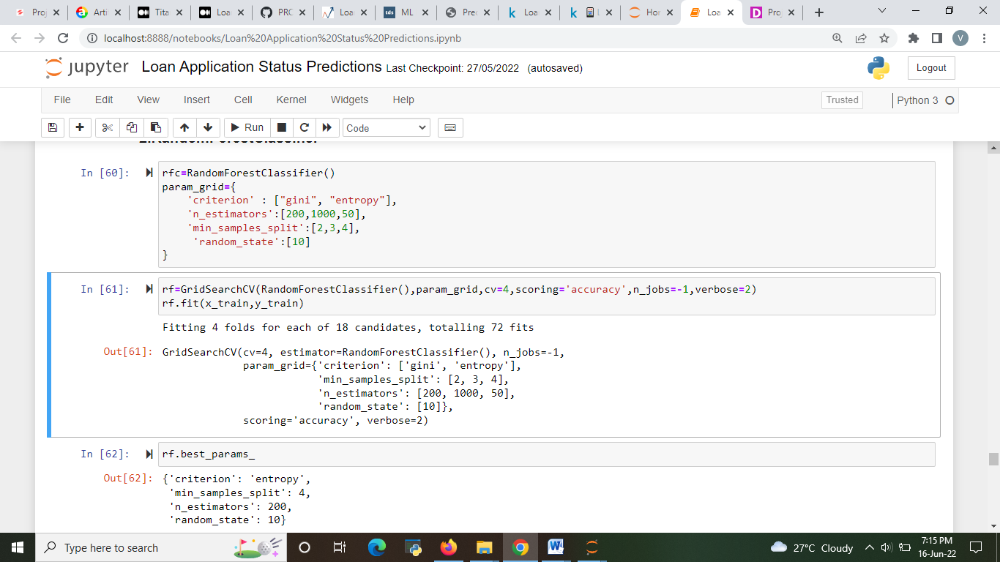 Proj
Arti
Tita
Loan
PRO
Loa
tds
ML
Prec
k
Loa
k
L
Hor
Loa
D
Proj
localhost:8888/notebooks/Loan%20Application%20Status%20Predictions.ipynb
V
jupyter Loan Application Status Predictions Last Checkpoint: 27/05/2022 (autosaved)
Logout
File Edit View Insert Cell Kernel Widgets Help
Trusted
Python 3
Run
Code
In [60]:
rfc=RandomForestClassifier()
param_grid={
'criterion' : ["gini", "entropy"],
'n_estimators':[200,1000,50],
'min_samples_split':[2,3,4],
'random_state':[10]
}
In [61]:
rf=GridSearchCV(RandomForestClassifier(),param_grid,cv=4,scoring='accuracy',n_jobs=-1,verbose=2)
rf.fit(x_train,y_train)
Fitting 4 folds for each of 18 candidates, totalling 72 fits
Out[61]:
GridSearchCV(cv=4, estimator=RandomForestClassifier(), n_jobs=-1,
param_grid={'criterion': ['gini', 'entropy'],
'min_samples_split': [2, 3, 4],
'n_estimators': [200, 1000, 50],
'random_state': [10]},
scoring='accuracy', verbose=2)
In [62]:
rf.best_params_
Out[62]:
{'criterion': 'entropy',
'min_samples_split': 4,
'n_estimators': 200,
'random_state': 10}
Type here to search
27°C Cloudy
7:15 PM
16-Jun-22